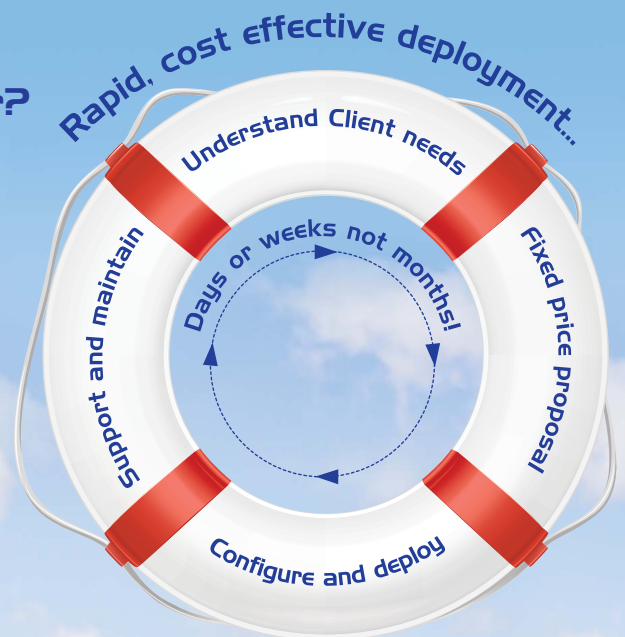 Rapid, cost effective deployment...
Understand Client needs
Days or weeks not months!
Fixed price proposal
Configure and deploy
Support and maintain